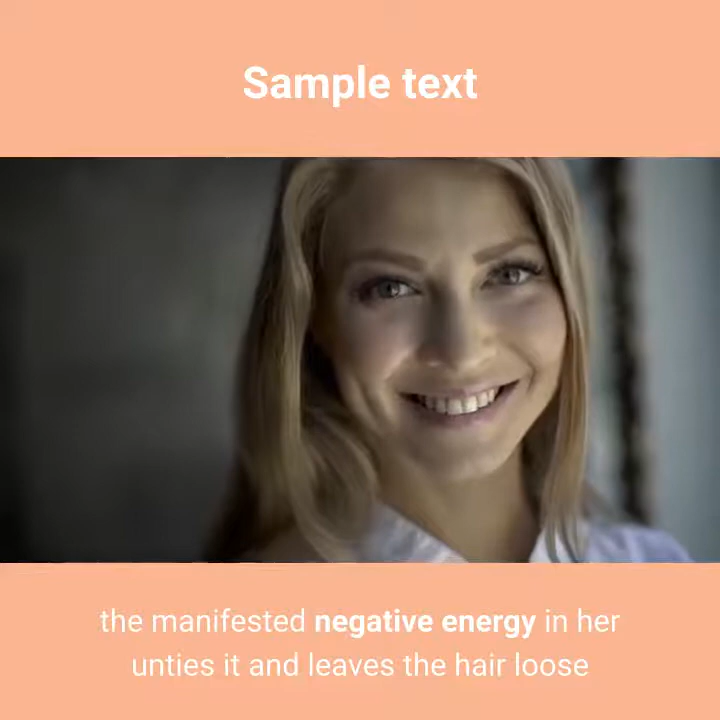 Sample text
the manifested negative energy in her
unties it and leaves the hair loose